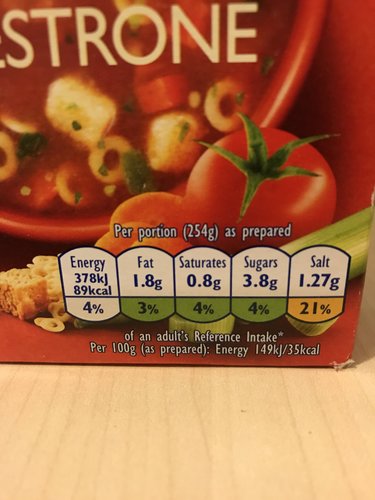 ESTRONE
Per portion (254g) as prepared
Energy Fat Saturates Sugars Salt
378kJ 1.8g 0.8g 3.8g 1.27g
89kcal
4% 3% 4% 4% 21%
of an adult's Reference Intake*
Per 100g (as prepared): Energy 149kJ/35kcal